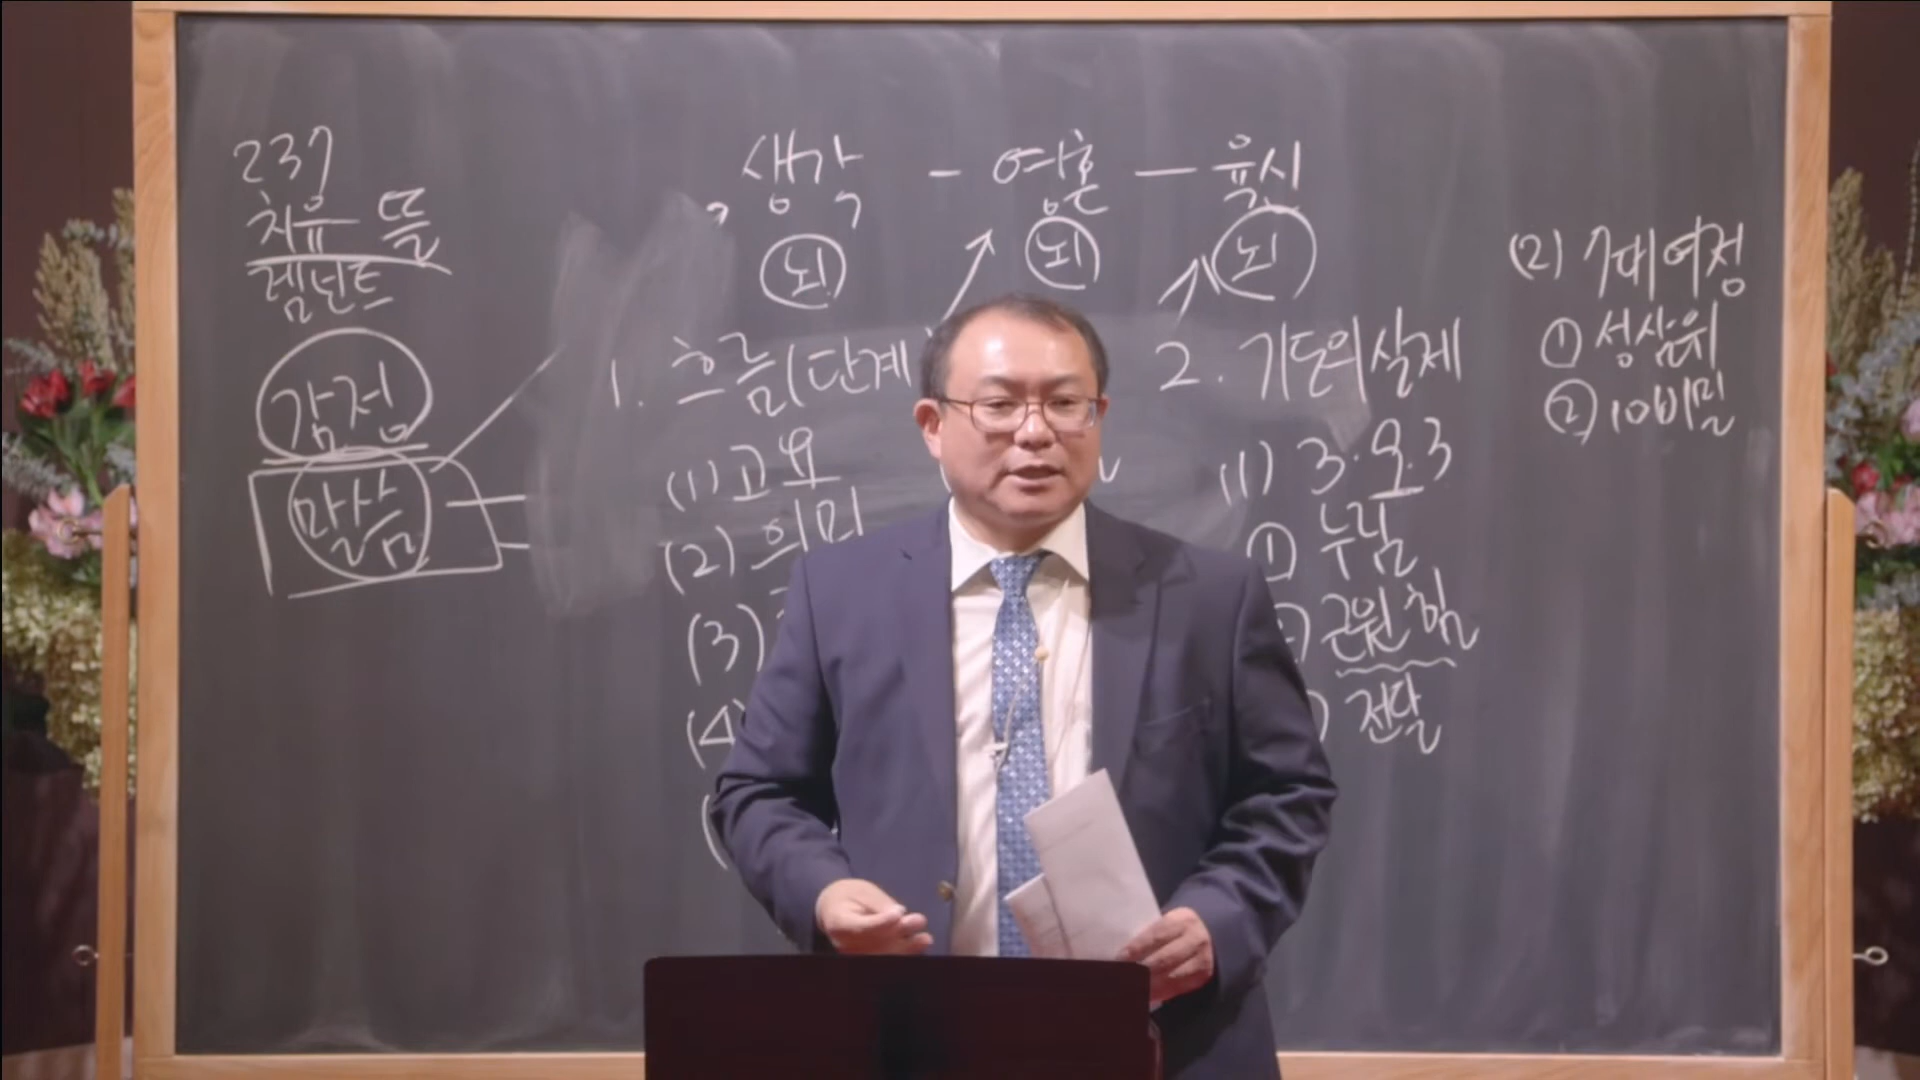 237
치유 뜰
렘넌트
감정
말씀
생각 - 영혼 - 육신
뇌 뇌 뇌
1. 흐름(단계
(1) 고요
(2) 의미
(3)
(4)
2. 기도의 실제
(1) 3.9.3
① 누림
근원 힘
전달
(2) 7대 여정
① 성삼위
② 10비밀